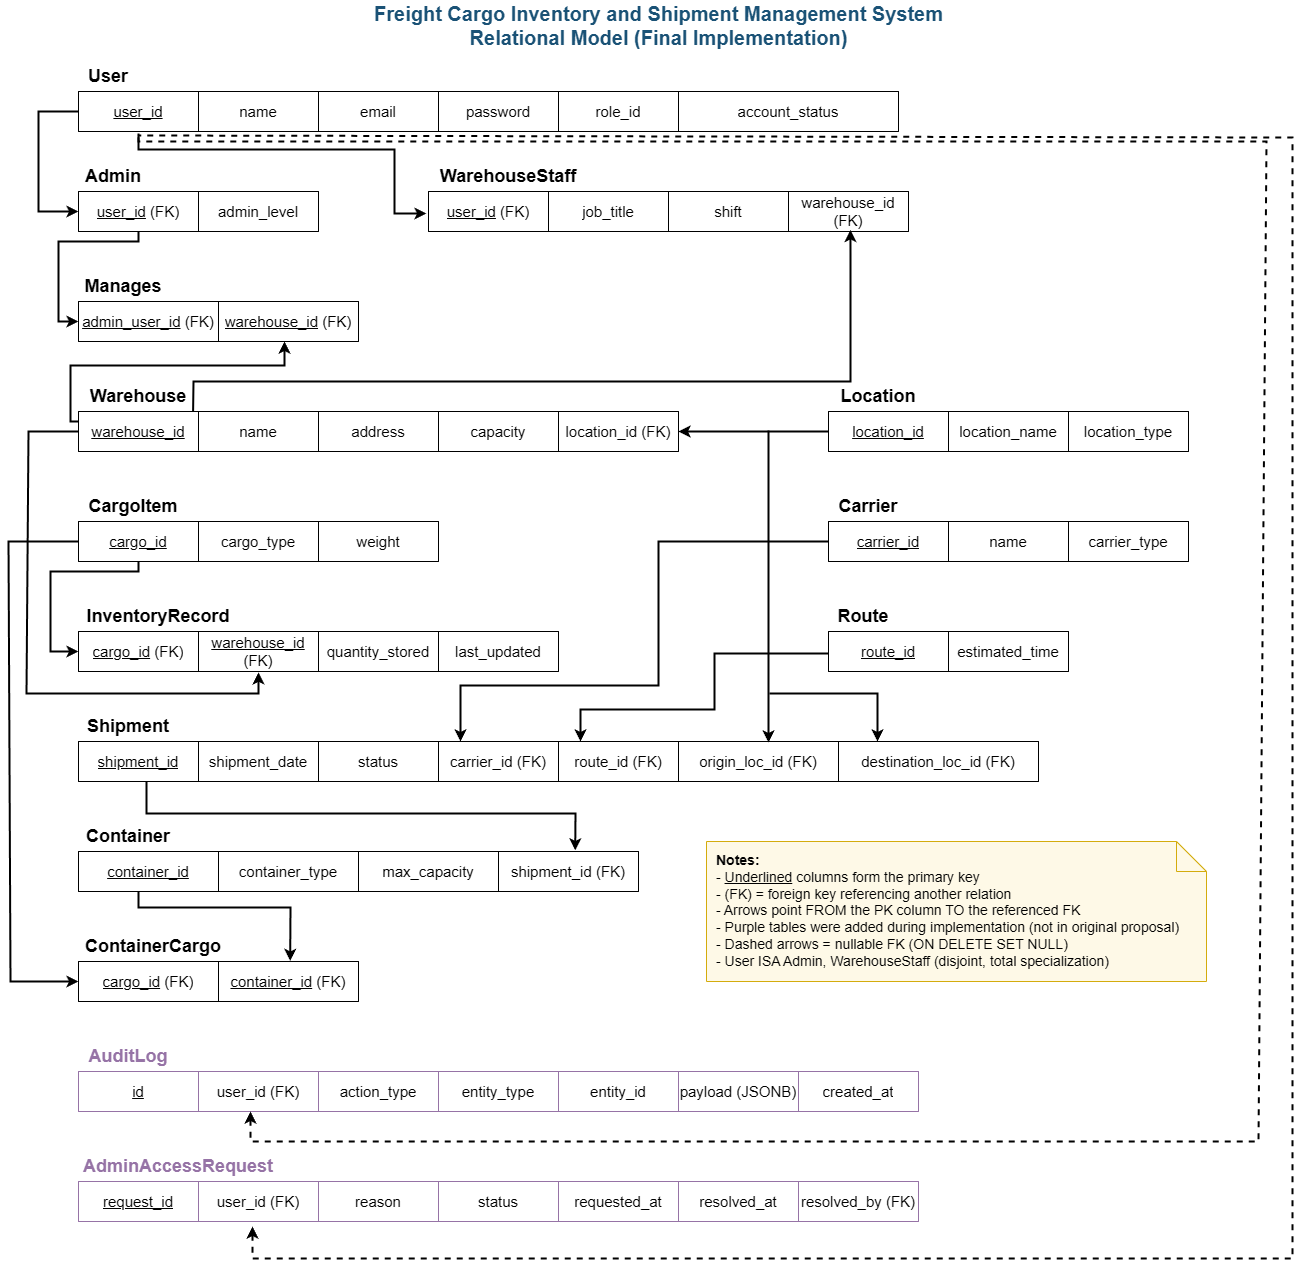 Freight Cargo Inventory and Shipment Management System
Relational Model (Final Implementation)
User
user_id name email password role_id account_status
Admin
user_id (FK) admin_level
WarehouseStaff
user_id (FK) job_title shift warehouse_id
(FK)
Manages
admin_user_id (FK) warehouse_id (FK)
Warehouse
warehouse_id name address capacity location_id (FK)
Location
location_id location_name location_type
CargoItem
cargo_id cargo_type weight
Carrier
carrier_id name carrier_type
InventoryRecord
cargo_id (FK) warehouse_id
(FK) quantity_stored last_updated
Route
route_id estimated_time
Shipment
shipment_id shipment_date status carrier_id (FK) route_id (FK) origin_loc_id (FK) destination_loc_id (FK)
Container
container_id container_type max_capacity shipment_id (FK)
ContainerCargo
cargo_id (FK) container_id (FK)
Notes:
- Underlined columns form the primary key
- (FK) = foreign key referencing another relation
- Arrows point FROM the PK column TO the referenced FK
- Purple tables were added during implementation (not in original proposal)
- Dashed arrows = nullable FK (ON DELETE SET NULL)
- User ISA Admin, WarehouseStaff (disjoint, total specialization)
AuditLog
id user_id (FK) action_type entity_type entity_id payload (JSONB) created_at
AdminAccessRequest
request_id user_id (FK) reason status requested_at resolved_at resolved_by (FK)